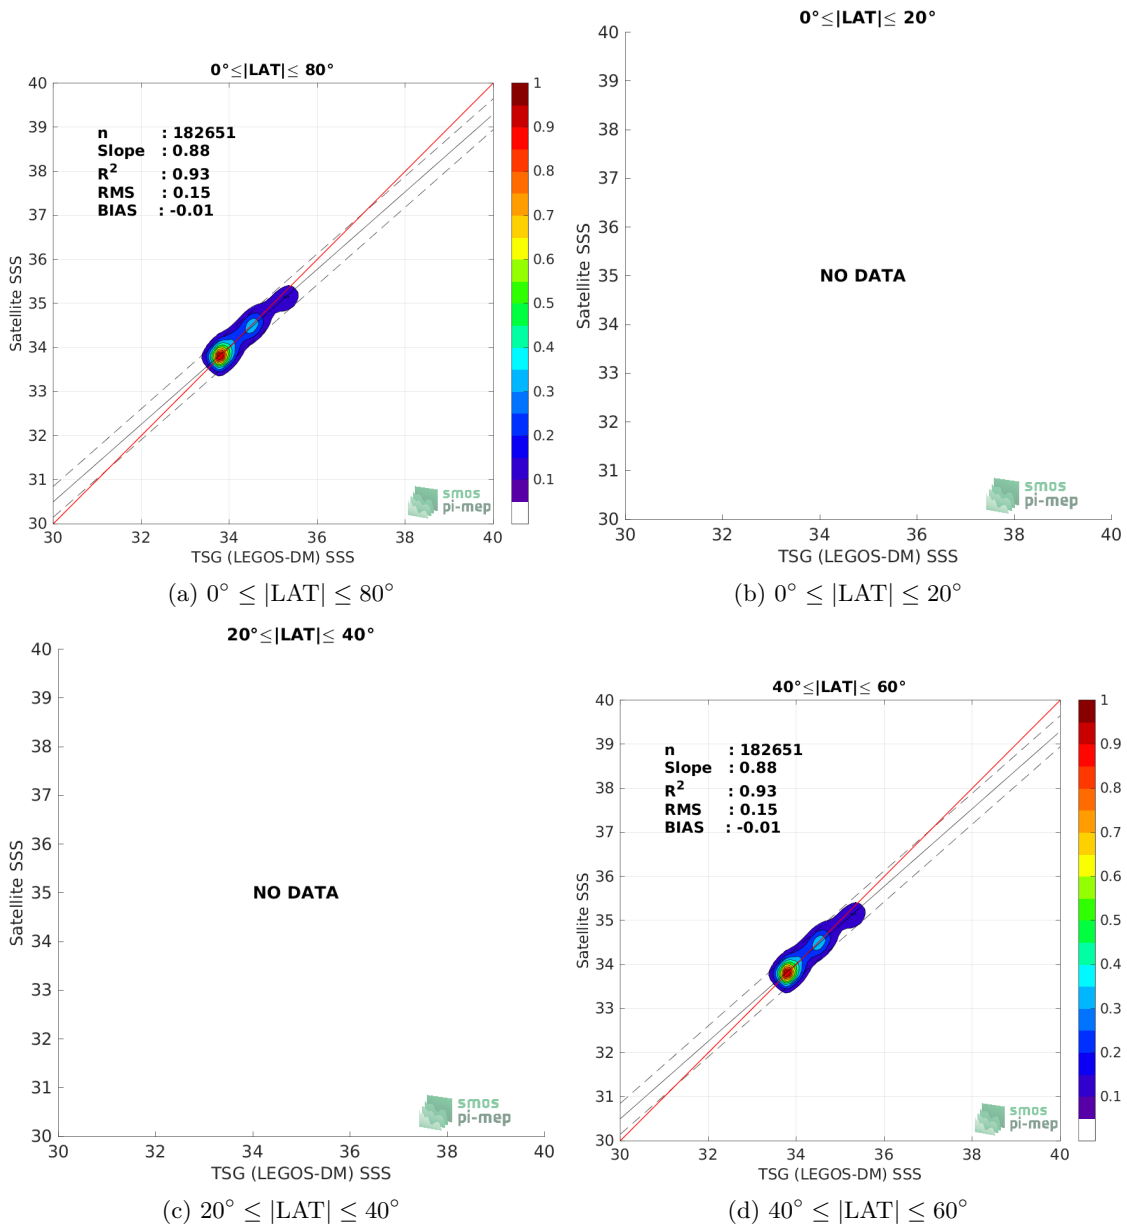 0°≤|LAT|≤ 80°
40
39
38
37
36
35
34
33
32
31
30
Satellite SSS
n : 182651
Slope : 0.88
R² : 0.93
RMS : 0.15
BIAS : -0.01
smos
pi-mep
30 32 34 36 38 40
TSG (LEGOS-DM) SSS
1
0.9
0.8
0.7
0.6
0.5
0.4
0.3
0.2
0.1
(a) 0° ≤ |LAT| ≤ 80°
0°≤|LAT|≤ 20°
40
39
38
37
36
35
34
33
32
31
30
Satellite SSS
NO DATA
smos
pi-mep
30 32 34 36 38 40
TSG (LEGOS-DM) SSS
(b) 0° ≤ |LAT| ≤ 20°
20°≤|LAT|≤ 40°
40
39
38
37
36
35
34
33
32
31
30
Satellite SSS
NO DATA
smos
pi-mep
30 32 34 36 38 40
TSG (LEGOS-DM) SSS
(c) 20° ≤ |LAT| ≤ 40°
40°≤|LAT|≤ 60°
40
39
38
37
36
35
34
33
32
31
30
Satellite SSS
n : 182651
Slope : 0.88
R² : 0.93
RMS : 0.15
BIAS : -0.01
smos
pi-mep
30 32 34 36 38 40
TSG (LEGOS-DM) SSS
1
0.9
0.8
0.7
0.6
0.5
0.4
0.3
0.2
0.1
(d) 40° ≤ |LAT| ≤ 60°